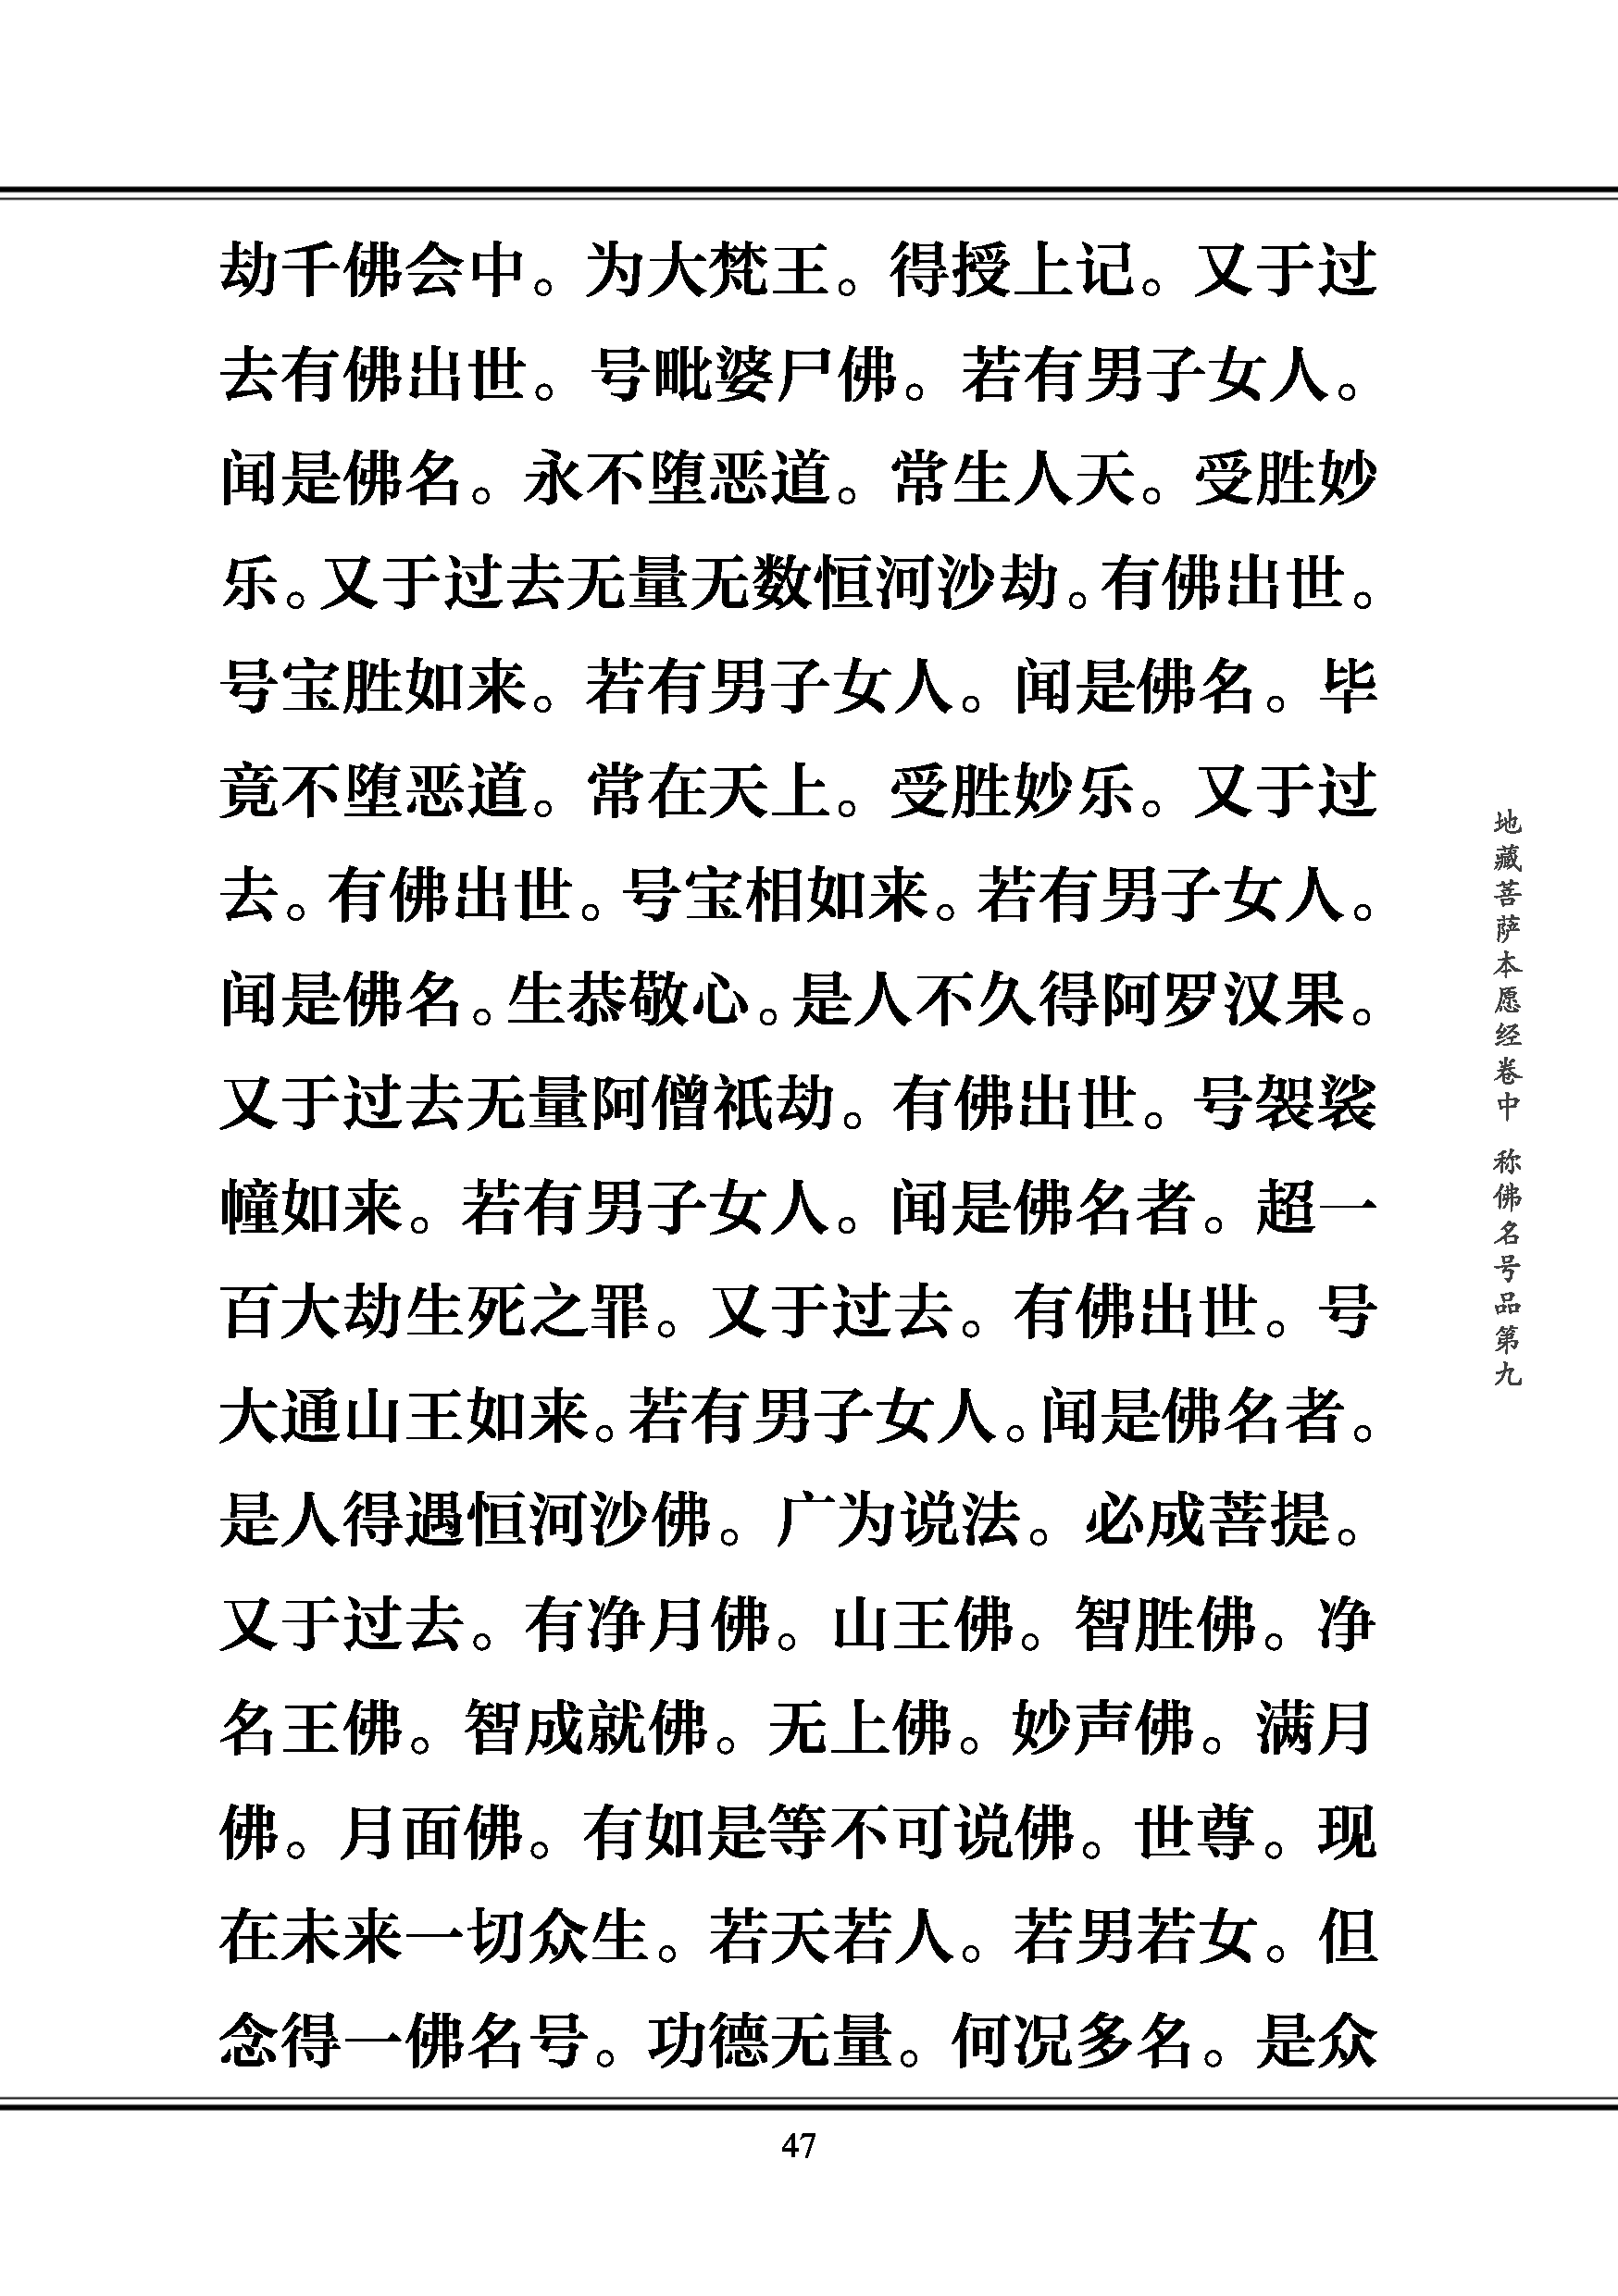 劫千佛会中。为大梵王。得授上记。又于过
去有佛出世。号毗婆尸佛。若有男子女人。
闻是佛名。永不堕恶道。常生人天。受胜妙
乐。又于过去无量无数恒河沙劫。有佛出世。
号宝胜如来。若有男子女人。闻是佛名。毕
竟不堕恶道。常在天上。受胜妙乐。又于过
去。有佛出世。号宝相如来。若有男子女人。
闻是佛名。生恭敬心。是人不久得阿罗汉果。
又于过去无量阿僧祇劫。有佛出世。号袈裟
幢如来。若有男子女人。闻是佛名者。超一
百大劫生死之罪。又于过去。有佛出世。号
大通山王如来。若有男子女人。闻是佛名者。
是人得遇恒河沙佛。广为说法。必成菩提。
又于过去。有净月佛。山王佛。智胜佛。净
名王佛。智成就佛。无上佛。妙声佛。满月
佛。月面佛。有如是等不可说佛。世尊。现
在未来一切众生。若天若人。若男若女。但
念得一佛名号。功德无量。何况多名。是众
地藏菩萨本愿经卷中 称佛名号品第九
47